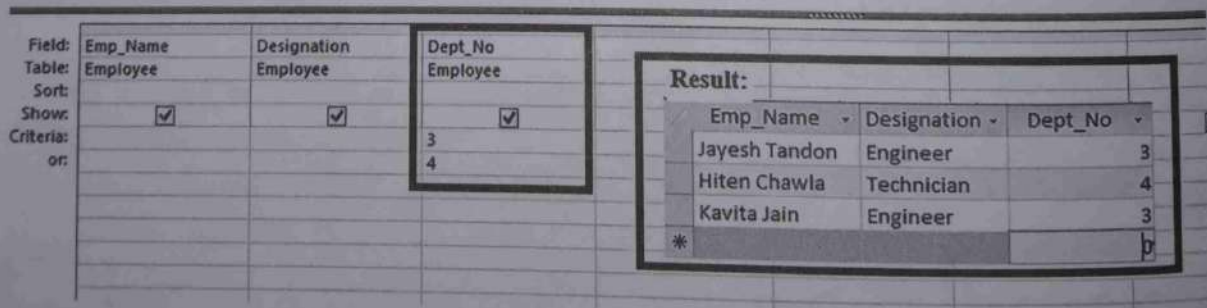 Field: Emp_Name Designation Dept_No
Table: Employee Employee Employee
Sort:
Show:
Criteria: 3
or: 4
Result:
Emp_Name Designation Dept_No
Jayesh Tandon Engineer 3
Hiten Chawla Technician 4
Kavita Jain Engineer 3
* 0